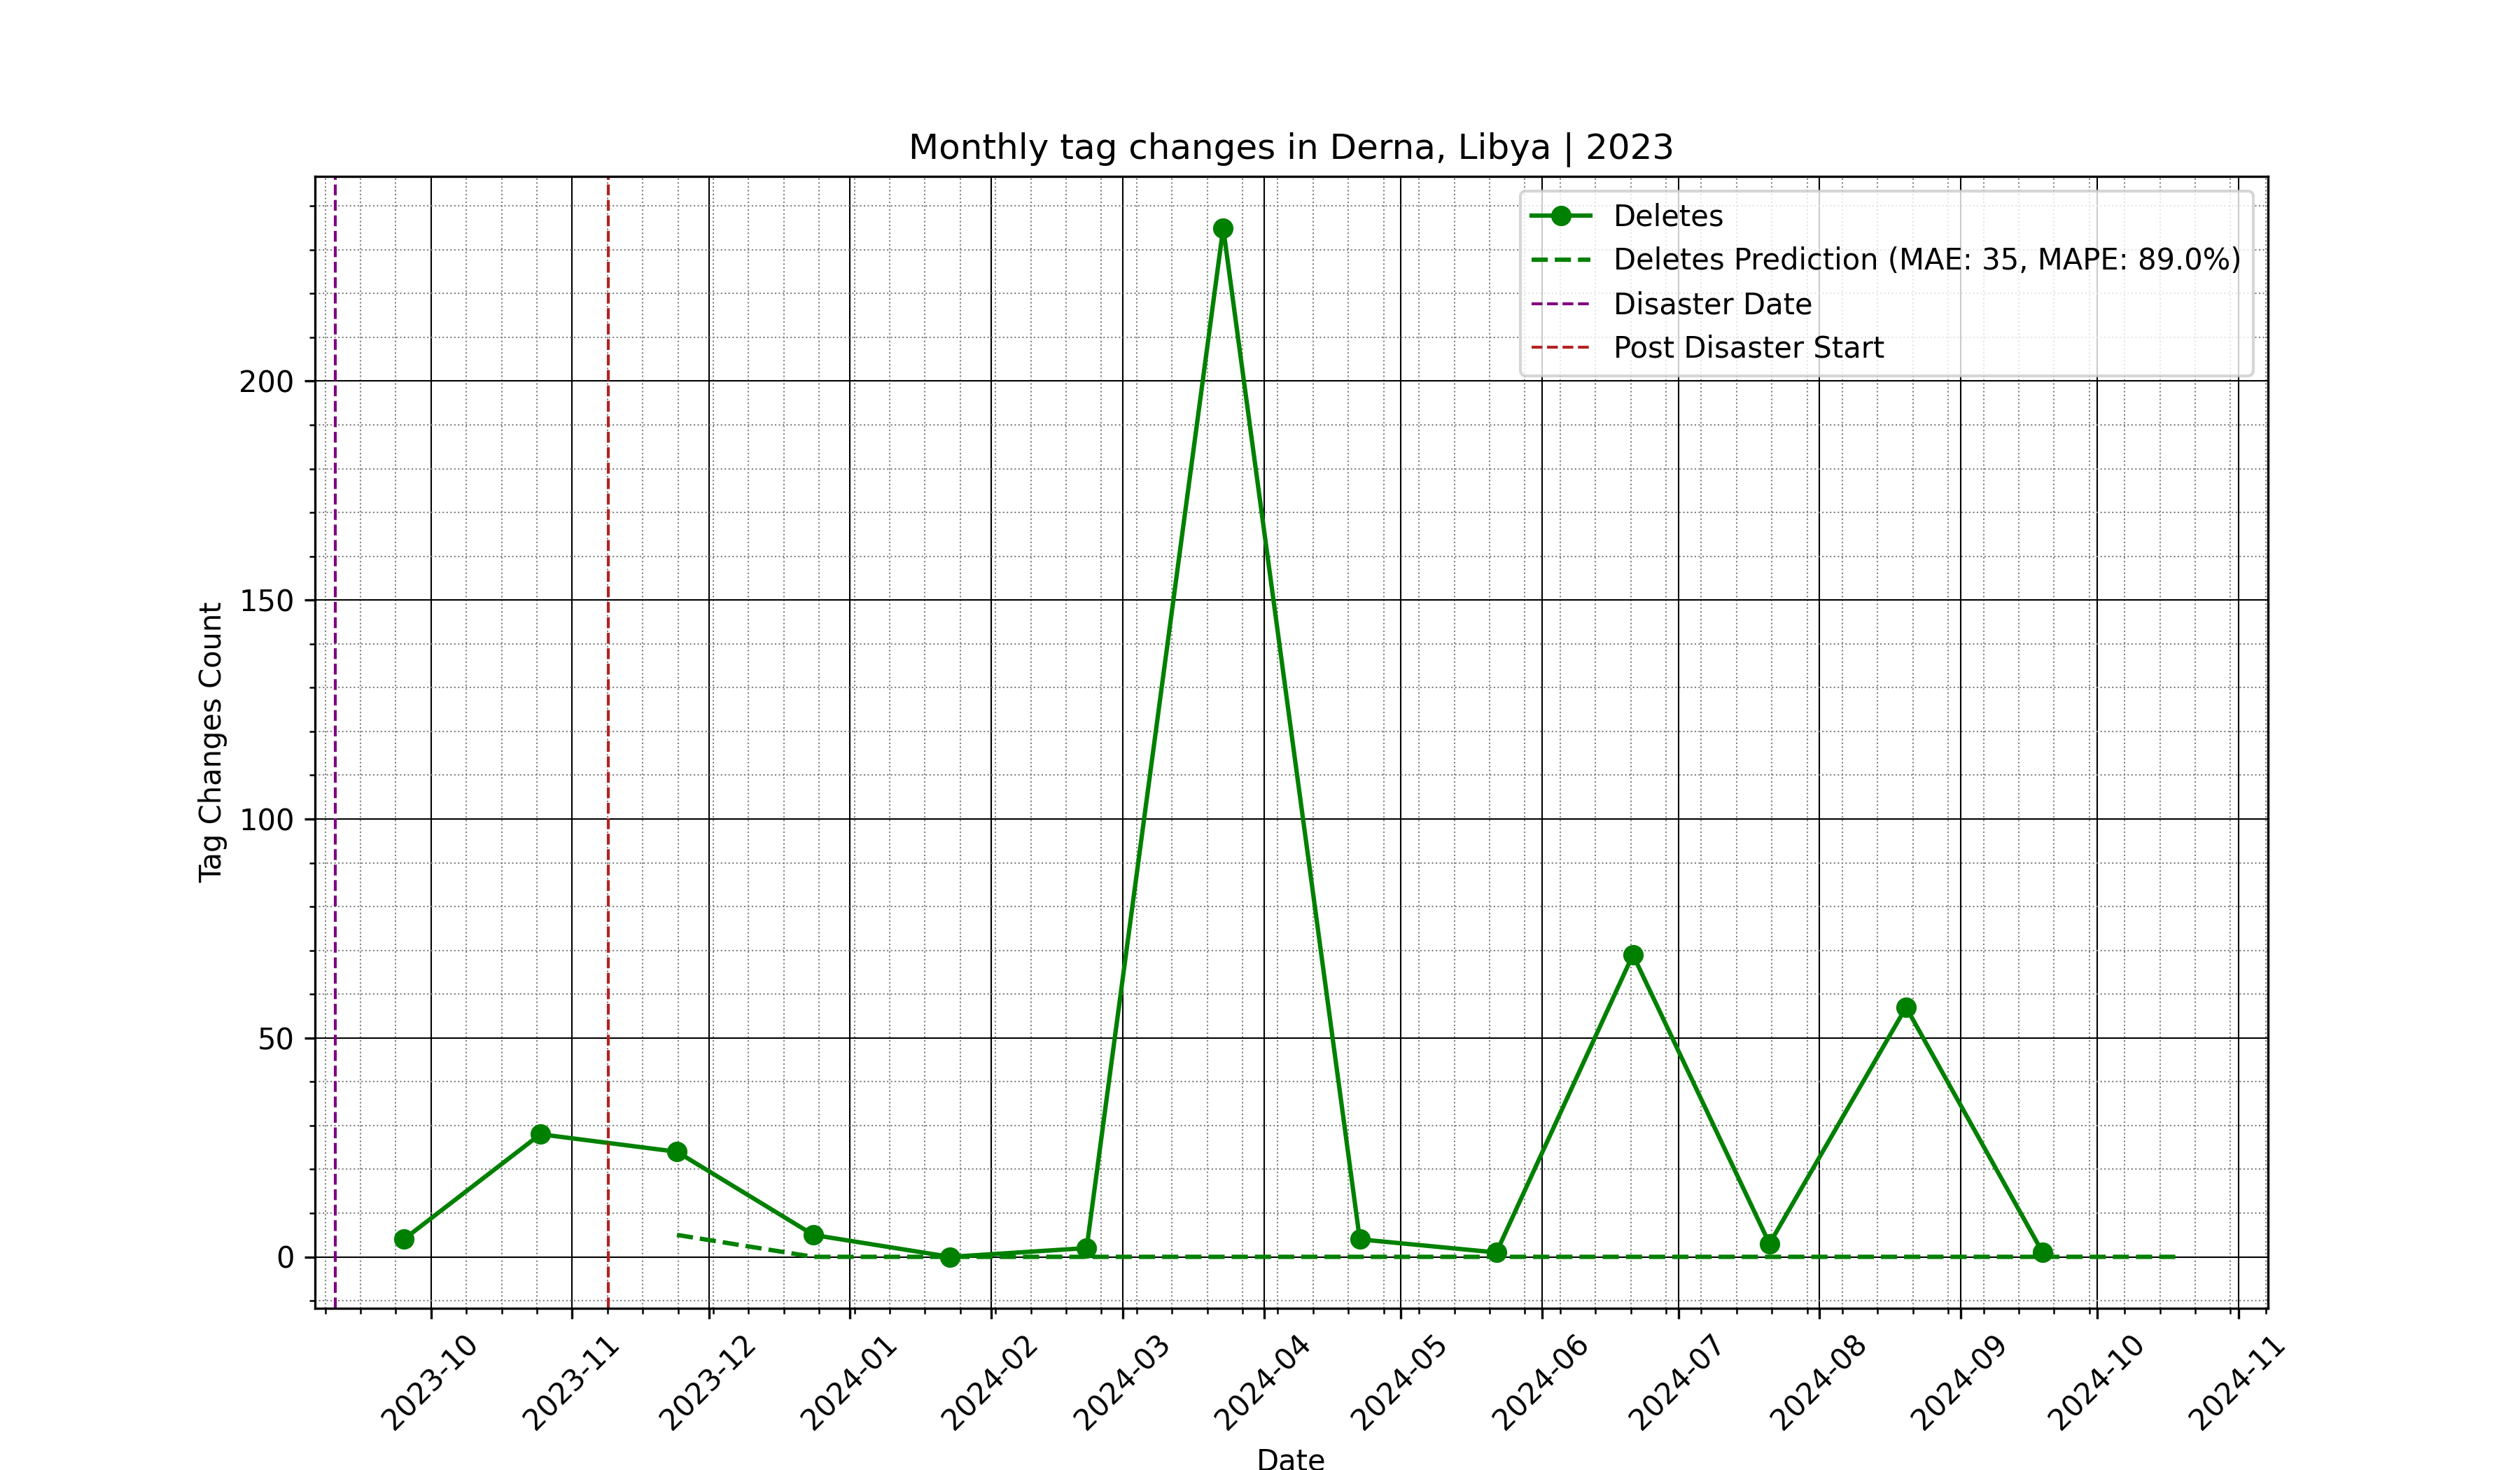 Monthly tag changes in Derna, Libya | 2023
Deletes
Deletes Prediction (MAE: 35, MAPE: 89.0%)
Disaster Date
Post Disaster Start
Tag Changes Count
200
150
100
50
0
2023-10
2023-11
2023-12
2024-01
2024-02
2024-03
2024-04
2024-05
2024-06
2024-07
2024-08
2024-09
2024-10
2024-11
Date